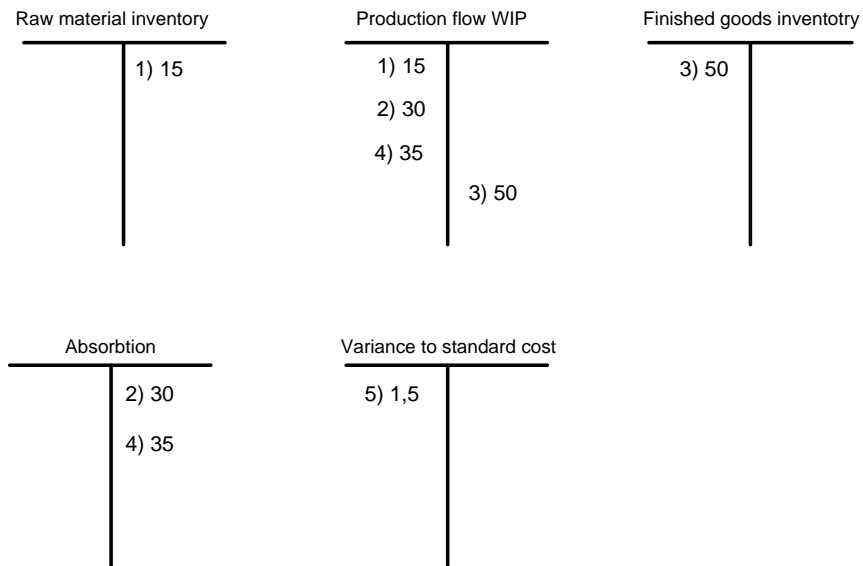 Raw material inventory
1) 15
Production flow WIP
1) 15
2) 30
4) 35
3) 50
Finished goods inventotry
3) 50
Absorbtion
2) 30
4) 35
Variance to standard cost
5) 1,5